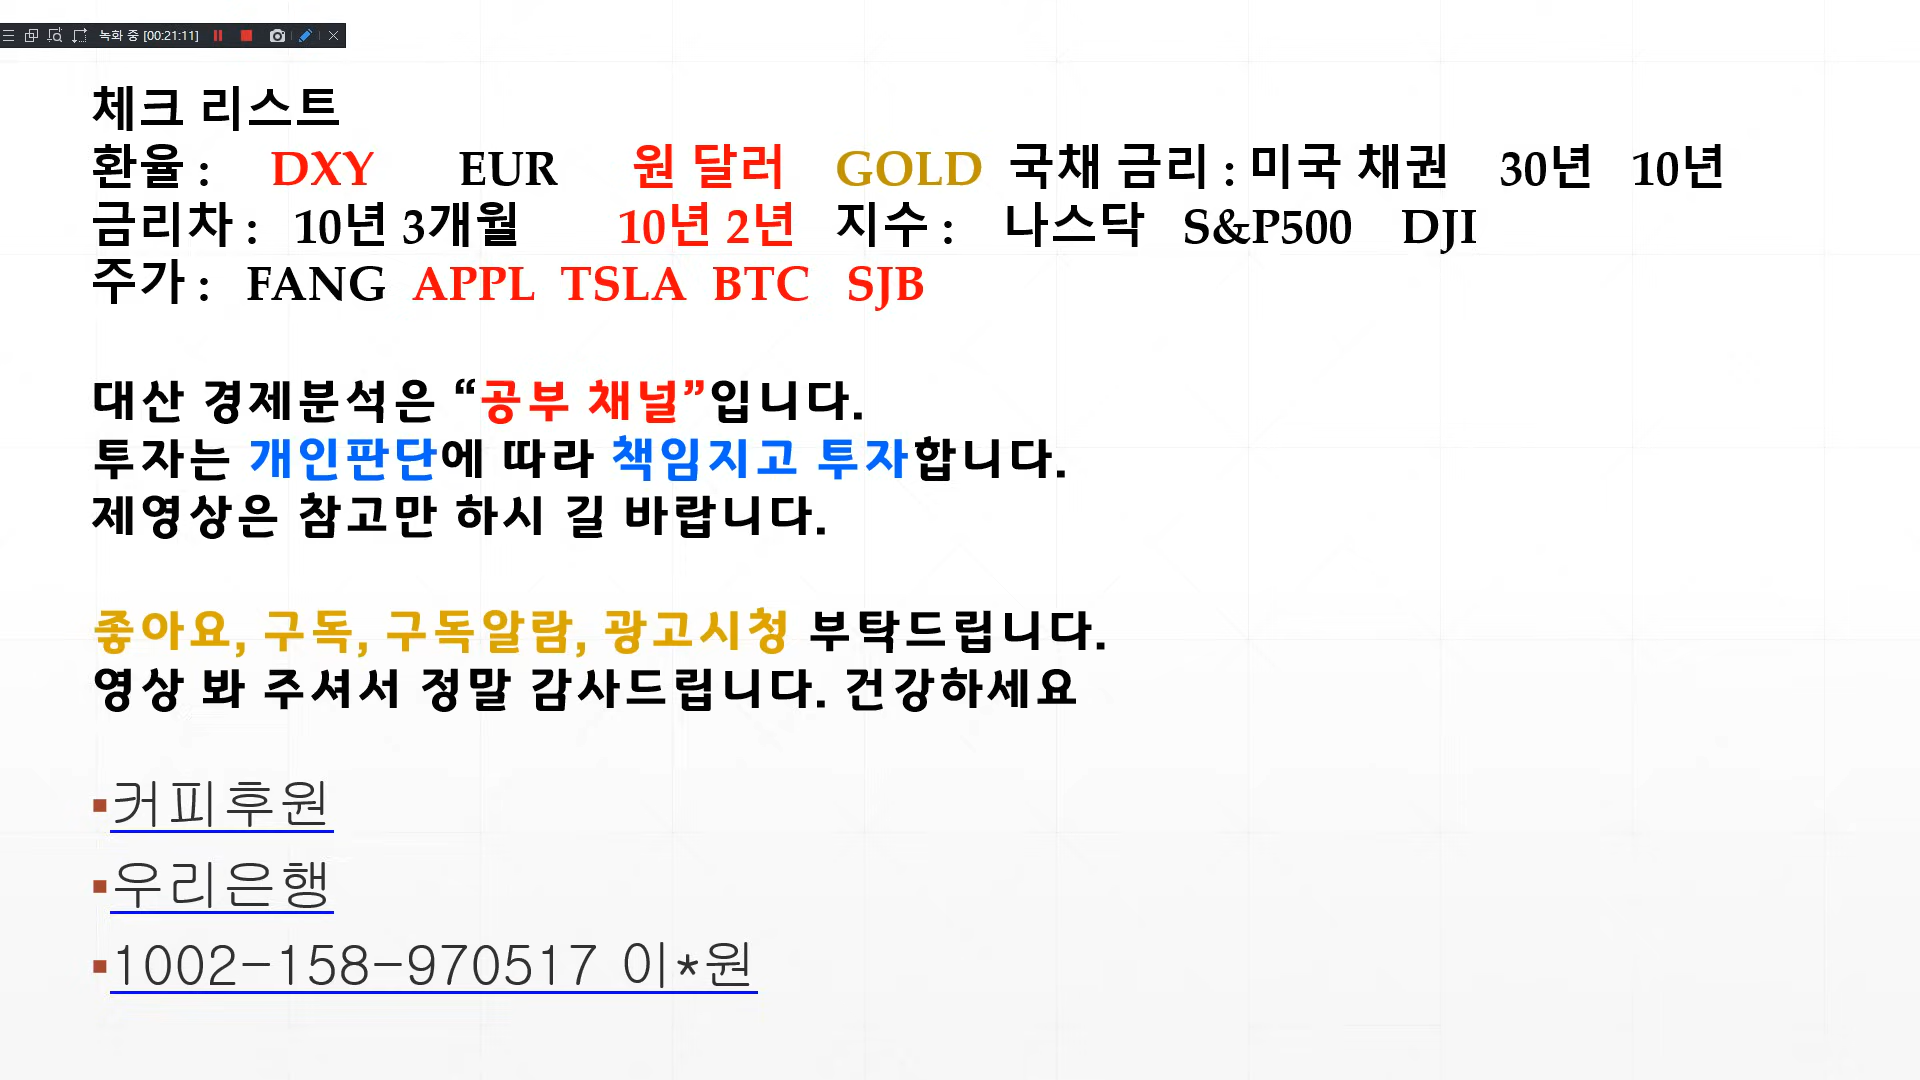 녹화 중 [00:21:11]
체크 리스트
환율 : DXY EUR 원 달러 GOLD 국채 금리 : 미국 채권 30년 10년
금리차 : 10년 3개월 10년 2년 지수 : 나스닥 S&P500 DJI
주가 : FANG APPL TSLA BTC SJB
대산 경제분석은 “공부 채널”입니다.
투자는 개인판단에 따라 책임지고 투자합니다.
제영상은 참고만 하시 길 바랍니다.
좋아요, 구독, 구독알람, 광고시청 부탁드립니다.
영상 봐 주셔서 정말 감사드립니다. 건강하세요
▪커피후원
▪우리은행
▪1002-158-970517 이*원